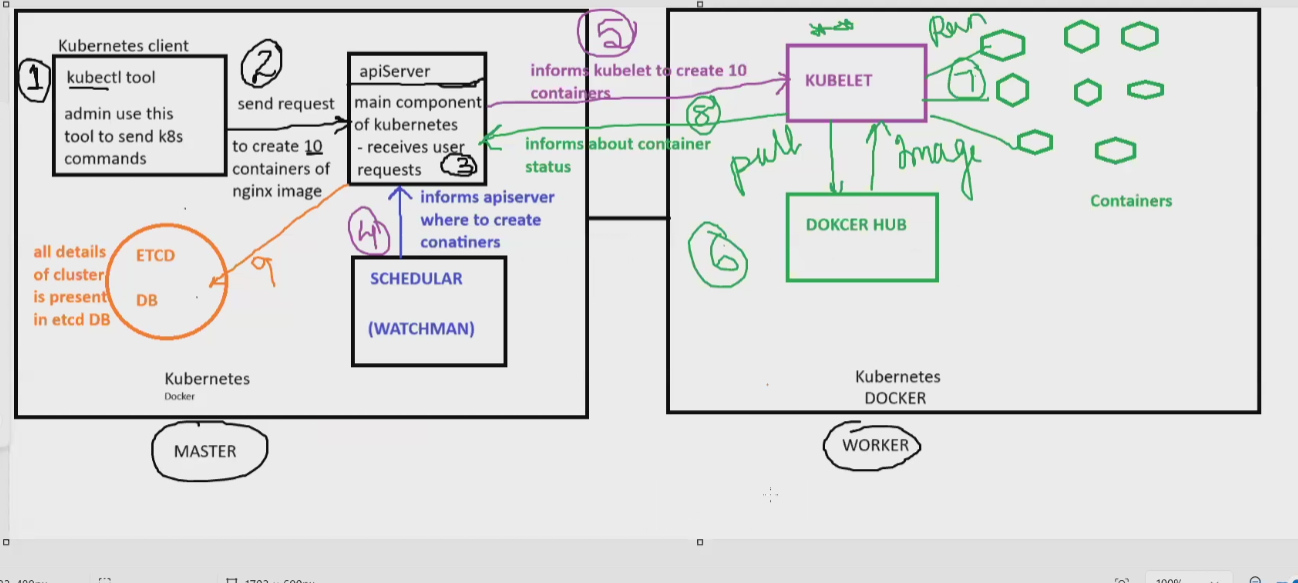 Kubernetes client
1
kubectl tool
admin use this
tool to send k8s
commands
2
send request
to create 10
containers of
nginx image
apiServer
main component
of kubernetes
- receives user
requests
3
5
informs kubelet to create 10
containers
8
informs about container
status
4
informs apiserver
where to create
conatiners
SCHEDULAR
(WATCHMAN)
all details
of cluster
is present
in etcd DB
ETCD
DB
9
Kubernetes
Docker
MASTER
KUBELET
Run
7
pull
Image
6
DOKCER HUB
Containers
Kubernetes
DOCKER
WORKER
100%